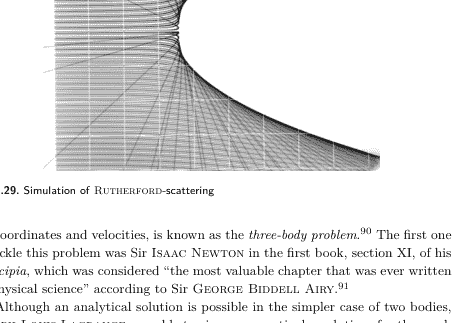 .29. Simulation of RUTHERFORD-scattering
oordinates and velocities, is known as the three-body problem.90 The first one
ckle this problem was Sir ISAAC NEWTON in the first book, section XI, of his
cipia, which was considered “the most valuable chapter that was ever written
hysical science” according to Sir GEORGE BIDDELL AIRY.91
Although an analytical solution is possible in the simpler case of two bodies,